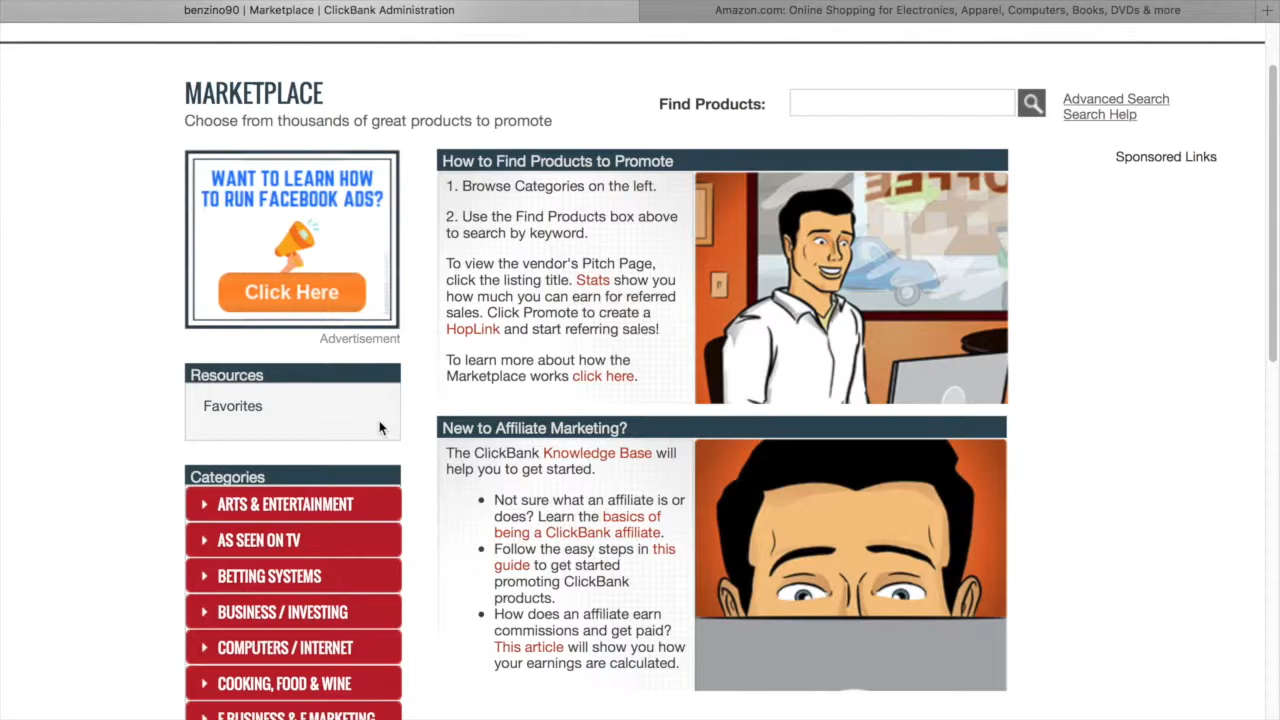 benzino90 | Marketplace | ClickBank Administration
Amazon.com: Online Shopping for Electronics, Apparel, Computers, Books, DVDs & more
MARKETPLACE
Choose from thousands of great products to promote
Find Products:
Advanced Search
Search Help
Sponsored Links
WANT TO LEARN HOW
TO RUN FACEBOOK ADS?
Click Here
Advertisement
Resources
Favorites
Categories
ARTS & ENTERTAINMENT
AS SEEN ON TV
BETTING SYSTEMS
BUSINESS / INVESTING
COMPUTERS / INTERNET
COOKING, FOOD & WINE
E BUSINESS & E MARKETING
How to Find Products to Promote
1. Browse Categories on the left.
2. Use the Find Products box above
to search by keyword.
To view the vendor's Pitch Page,
click the listing title. Stats show you
how much you can earn for referred
sales. Click Promote to create a
HopLink and start referring sales!
To learn more about how the
Marketplace works click here.
OFFEE
New to Affiliate Marketing?
The ClickBank Knowledge Base will
help you to get started.
Not sure what an affiliate is or
does? Learn the basics of
being a ClickBank affiliate.
Follow the easy steps in this
guide to get started
promoting ClickBank
products.
How does an affiliate earn
commissions and get paid?
This article will show you how
your earnings are calculated.